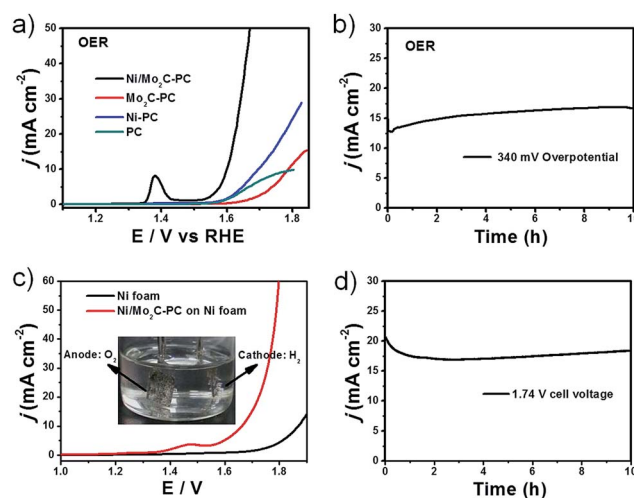 a)
OER
Ni/Mo₂C-PC
Mo₂C-PC
Ni-PC
PC
j (mA cm⁻²)
50
40
30
20
10
0
1.2
1.4
1.6
1.8
E / V vs RHE
b)
OER
340 mV Overpotential
j (mA cm⁻²)
30
25
20
15
10
5
0
0
2
4
6
8
10
Time (h)
c)
Ni foam
Ni/Mo₂C-PC on Ni foam
Anode: O₂
Cathode: H₂
j (mA cm⁻²)
60
50
40
30
20
10
0
1.0
1.2
1.4
1.6
1.8
E / V
d)
1.74 V cell voltage
j (mA cm⁻²)
30
25
20
15
10
5
0
0
2
4
6
8
10
Time (h)